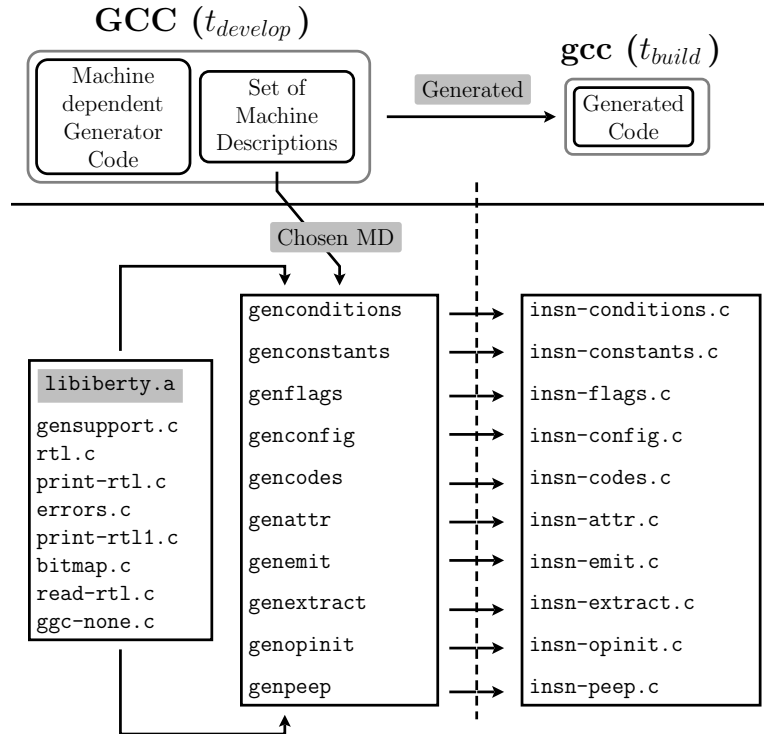 GCC (t_develop)
gcc (t_build)
Machine
dependent
Generator
Code
Set of
Machine
Descriptions
Generated
Generated
Code
Chosen MD
libiberty.a
gensupport.c
rtl.c
print-rtl.c
errors.c
print-rtl1.c
bitmap.c
read-rtl.c
ggc-none.c
genconditions
genconstants
genflags
genconfig
gencodes
genattr
genemit
genextract
genopinit
genpeep
insn-conditions.c
insn-constants.c
insn-flags.c
insn-config.c
insn-codes.c
insn-attr.c
insn-emit.c
insn-extract.c
insn-opinit.c
insn-peep.c